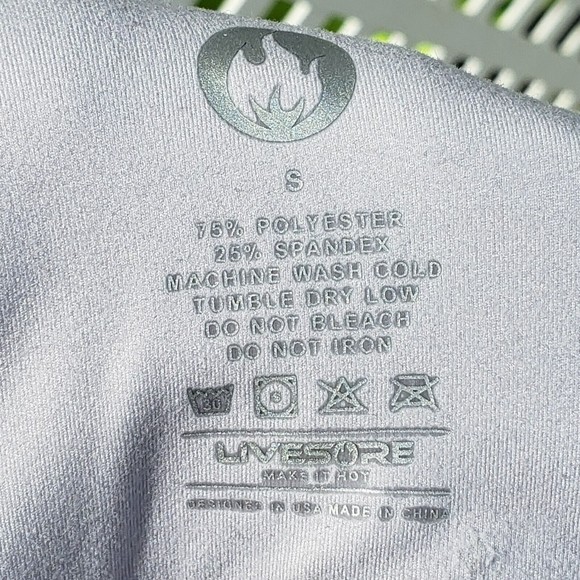 S
75% POLYESTER
25% SPANDEX
MACHINE WASH COLD
TUMBLE DRY LOW
DO NOT BLEACH
DO NOT IRON
30
LIVESORE
MAKE IT HOT
DESIGNED IN USA MADE IN CHINA